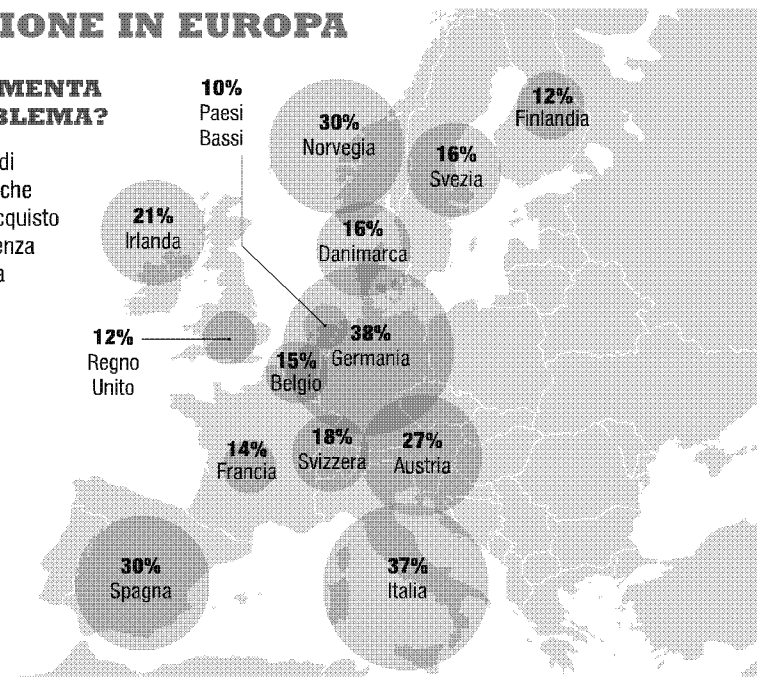 IONE IN EUROPA
MENTA
BLEMA?
di
che
cquisto
enza
a
10%
Paesi
Bassi
30%
Norvegia
12%
Finlandia
16%
Svezia
21%
Irlanda
16%
Danimarca
12%
Regno
Unito
38%
Germania
15%
Belgio
14%
Francia
18%
Svizzera
27%
Austria
30%
Spagna
37%
Italia